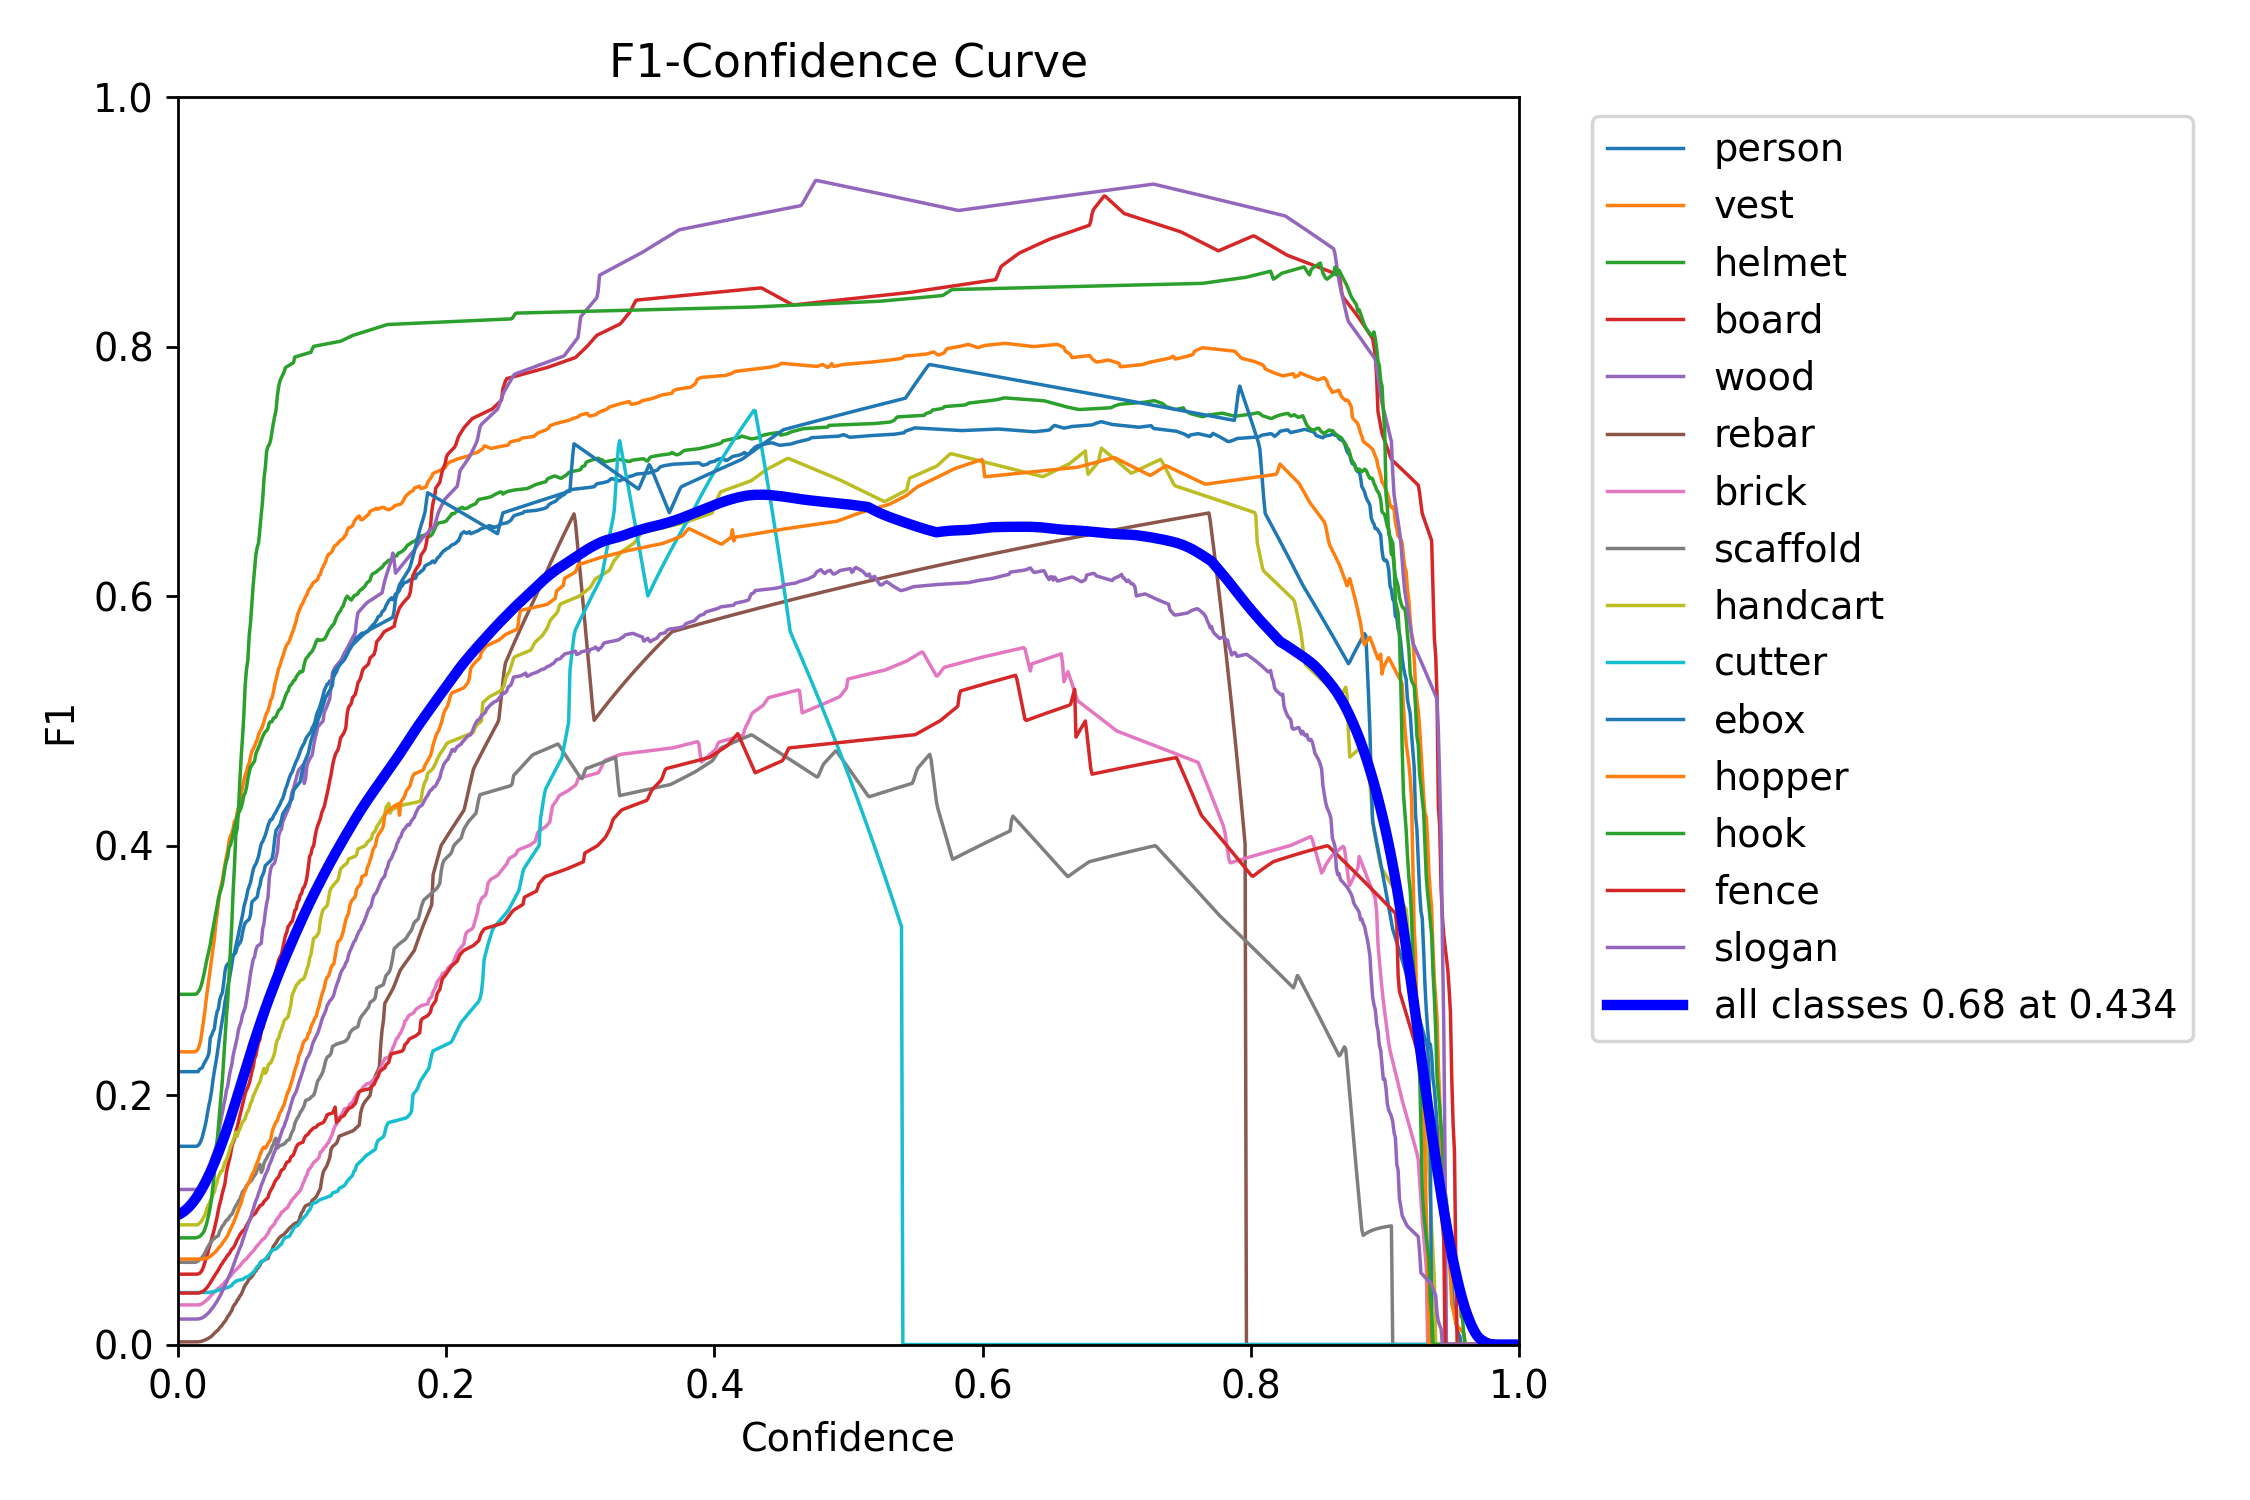 F1-Confidence Curve
1.0
0.8
0.6
0.4
0.2
0.0
F1
0.0
0.2
0.4
0.6
0.8
1.0
Confidence
person
vest
helmet
board
wood
rebar
brick
scaffold
handcart
cutter
ebox
hopper
hook
fence
slogan
all classes 0.68 at 0.434